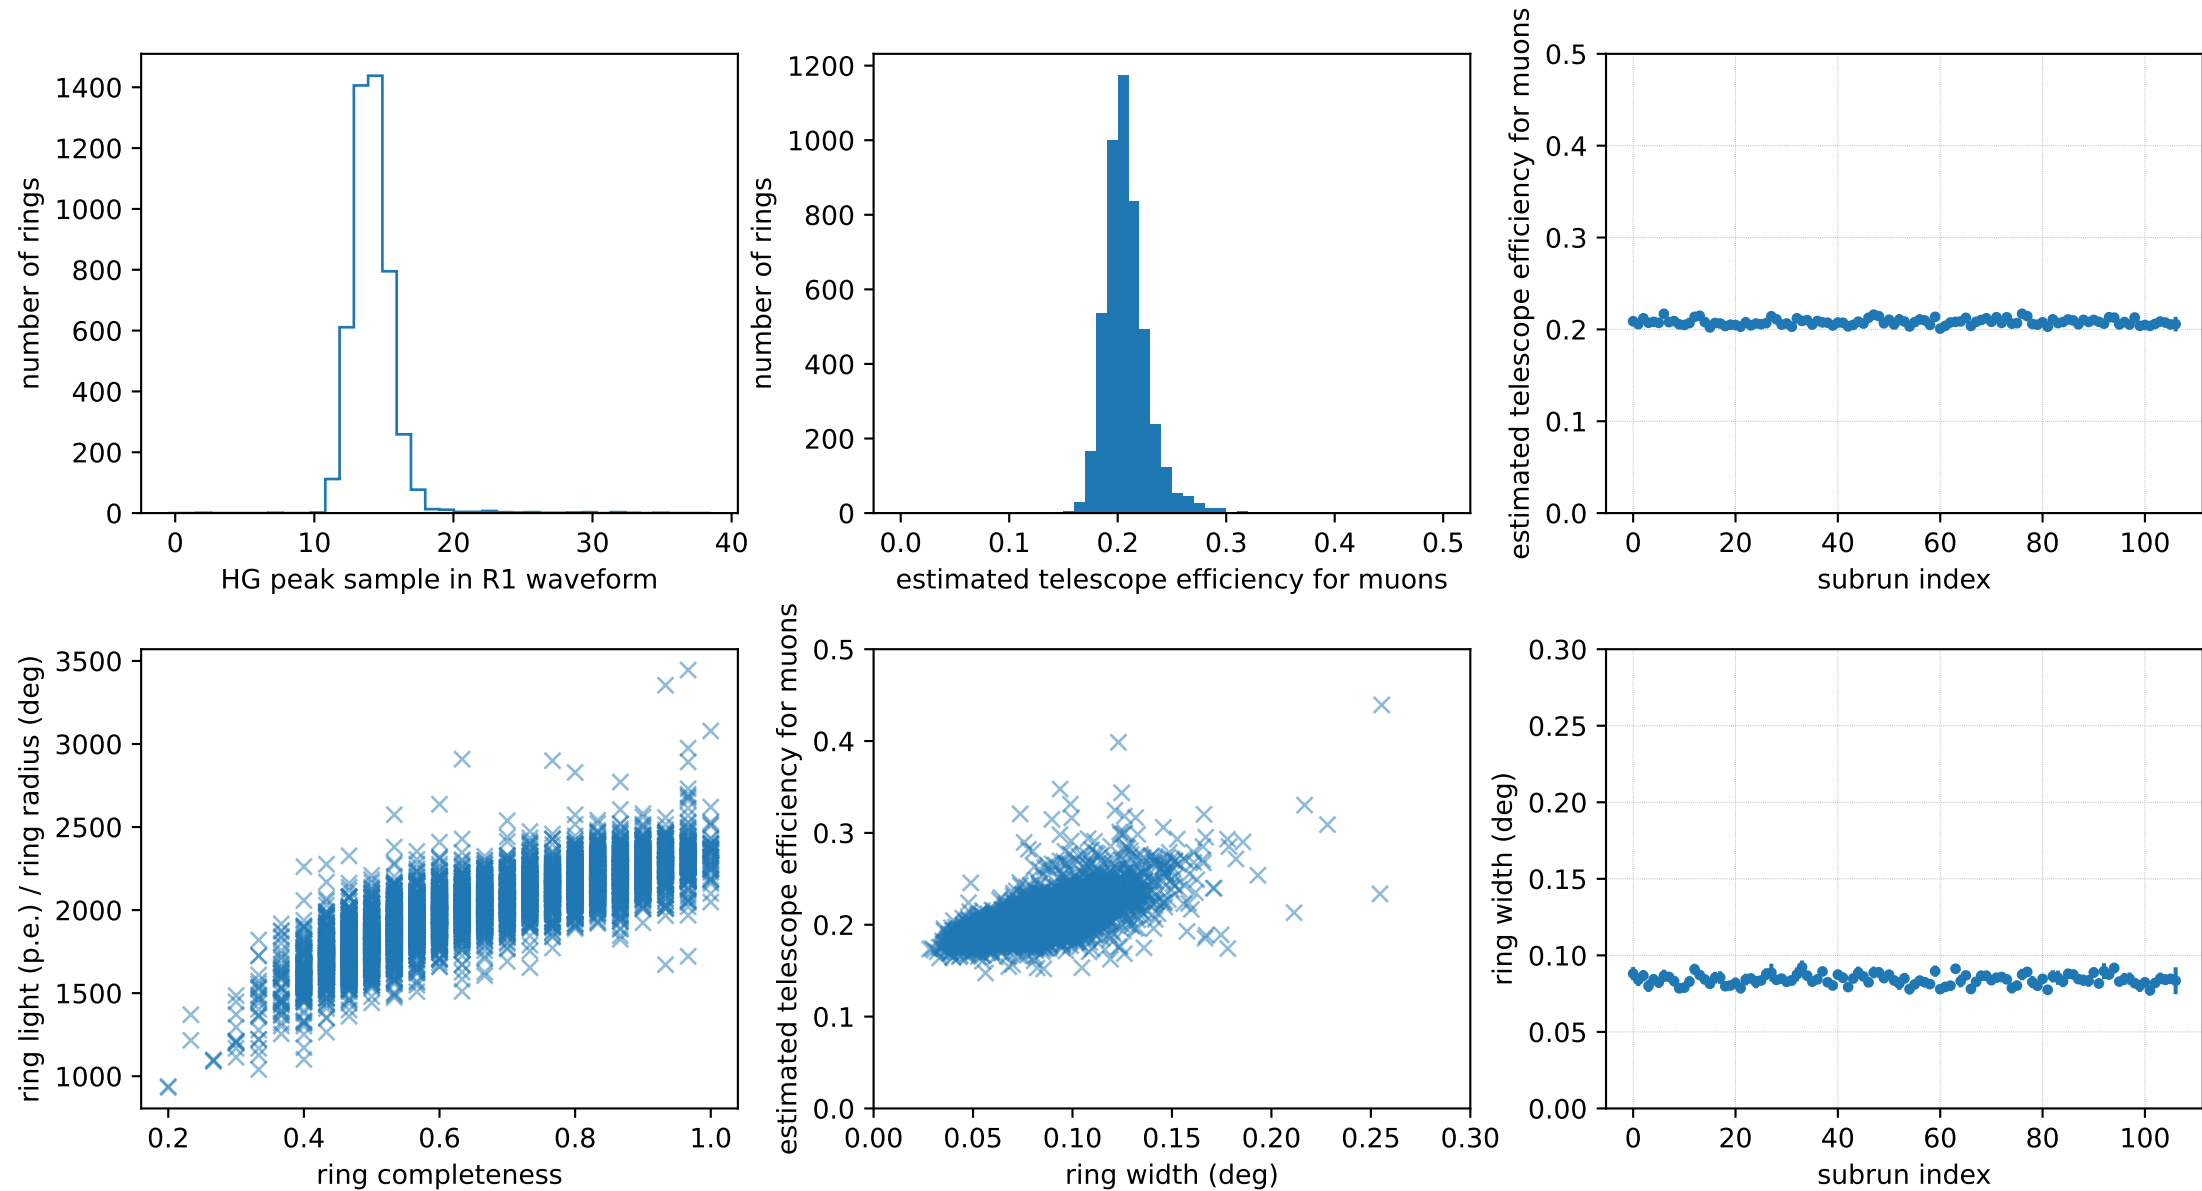 number of rings
1400
1200
1000
800
600
400
200
0
0 10 20 30 40
HG peak sample in R1 waveform
number of rings
1200
1000
800
600
400
200
0
0.0 0.1 0.2 0.3 0.4 0.5
estimated telescope efficiency for muons
estimated telescope efficiency for muons
0.5
0.4
0.3
0.2
0.1
0.0
0 20 40 60 80 100
subrun index
ring light (p.e.) / ring radius (deg)
3500
3000
2500
2000
1500
1000
0.2 0.4 0.6 0.8 1.0
ring completeness
estimated telescope efficiency for muons
0.5
0.4
0.3
0.2
0.1
0.0
0.00 0.05 0.10 0.15 0.20 0.25 0.30
ring width (deg)
ring width (deg)
0.30
0.25
0.20
0.15
0.10
0.05
0.00
0 20 40 60 80 100
subrun index